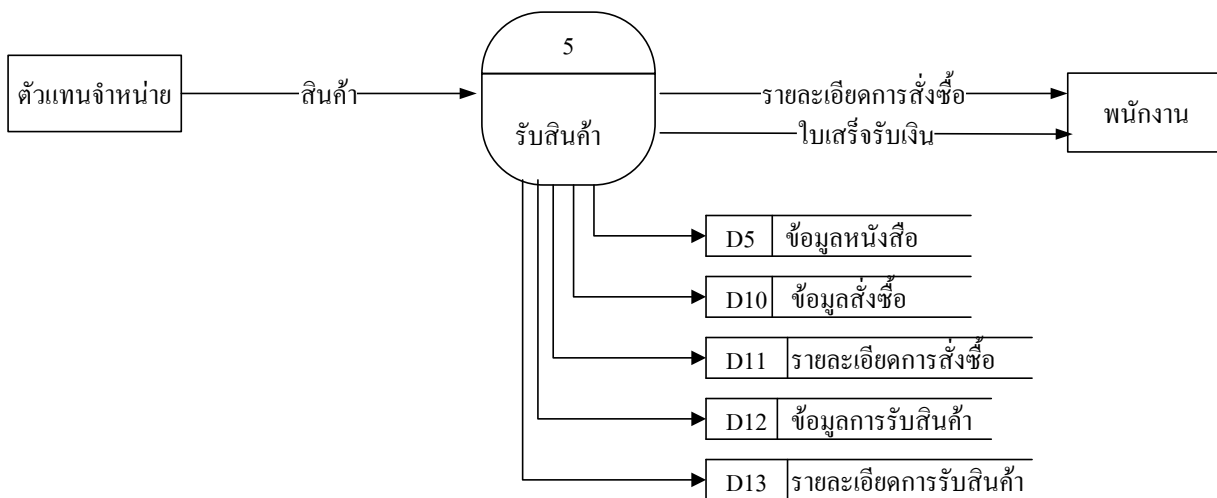 5
ตัวแทนจำหน่าย
สินค้า
รับสินค้า
รายละเอียดการสั่งซื้อ
ใบเสร็จรับเงิน
พนักงาน
D5 ข้อมูลหนังสือ
D10 ข้อมูลสั่งซื้อ
D11 รายละเอียดการสั่งซื้อ
D12 ข้อมูลการรับสินค้า
D13 รายละเอียดการรับสินค้า